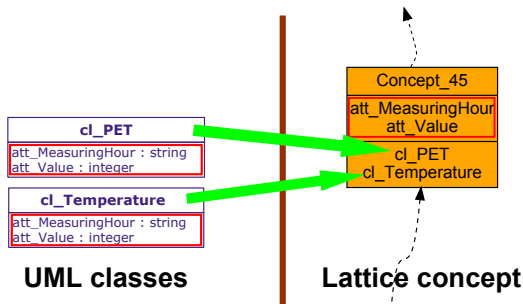 cl_PET
att_MeasuringHour : string
att_Value : integer
cl_Temperature
att_MeasuringHour : string
att_Value : integer
UML classes
Concept_45
att_MeasuringHour
att_Value
cl_PET
cl_Temperature
Lattice concept